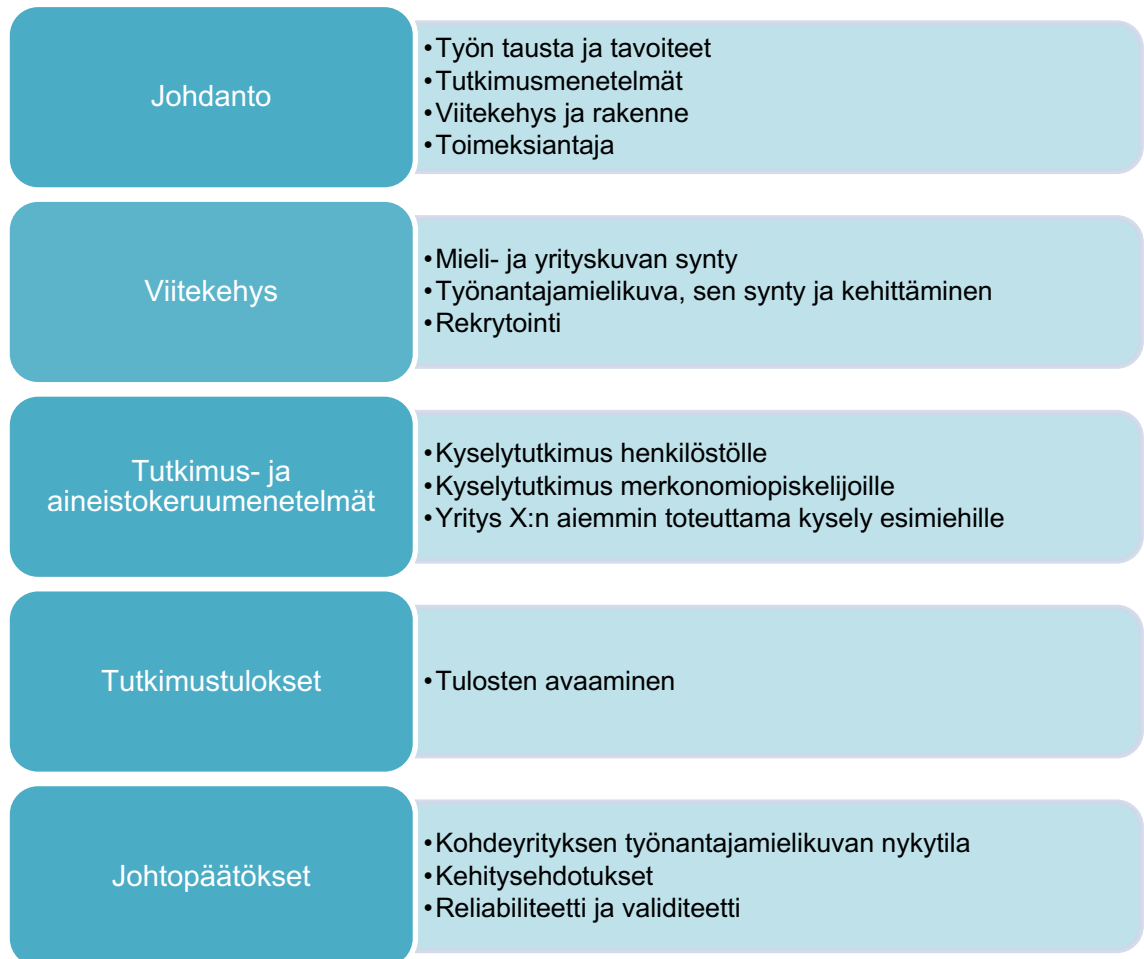 Johdanto
•Työn tausta ja tavoiteet
•Tutkimusmenetelmät
•Viitekehys ja rakenne
•Toimeksiantaja
Viitekehys
•Mieli- ja yrityskuvan synty
•Työnantajamielikuva, sen synty ja kehittäminen
•Rekrytointi
Tutkimus- ja
aineistokeruumenetelmät
•Kyselytutkimus henkilöstölle
•Kyselytutkimus merkonomiopiskelijoille
•Yritys X:n aiemmin toteuttama kysely esimiehille
Tutkimustulokset
•Tulosten avaaminen
Johtopäätökset
•Kohdeyrityksen työnantajamielikuvan nykytila
•Kehitysehdotukset
•Reliabiliteetti ja validiteetti